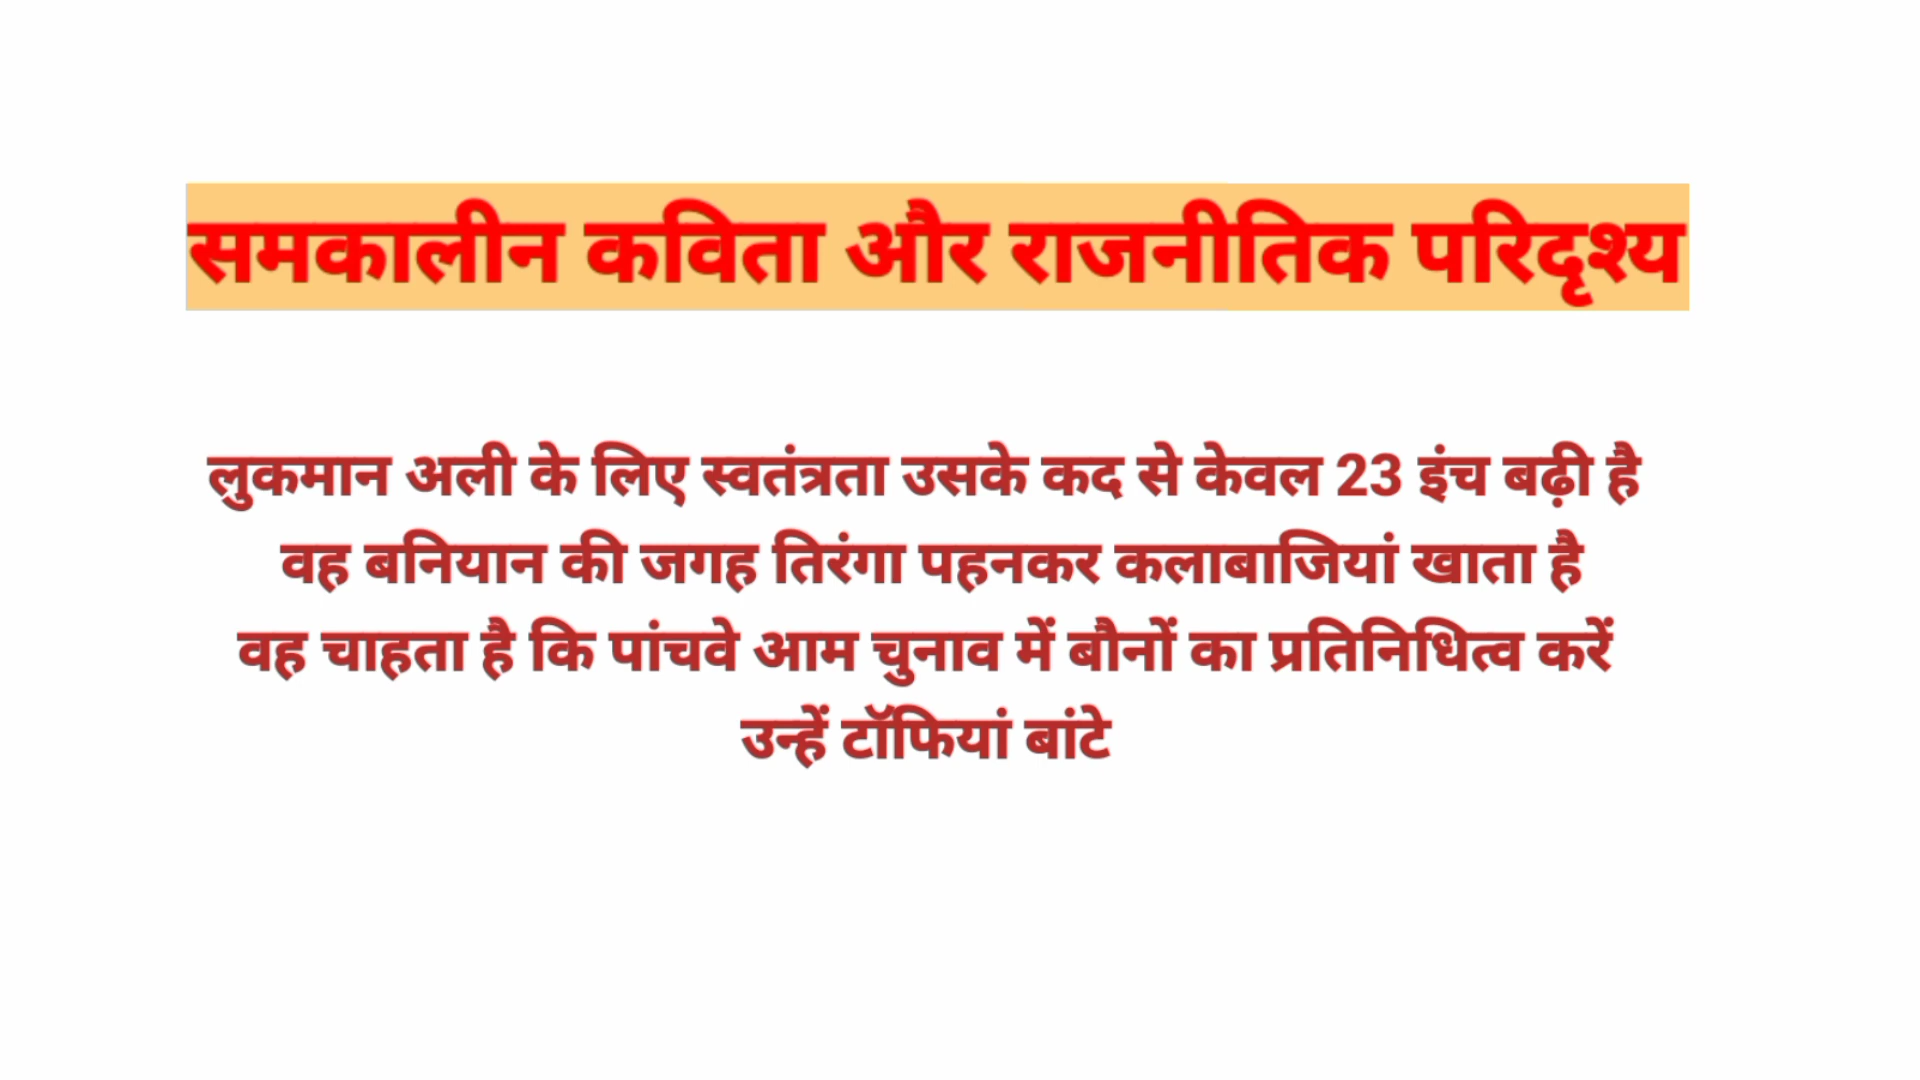 समकालीन कविता और राजनीतिक परिदृश्य
लुकमान अली के लिए स्वतंत्रता उसके कद से केवल 23 इंच बढ़ी है
वह बनियान की जगह तिरंगा पहनकर कलाबाजियां खाता है
वह चाहता है कि पांचवे आम चुनाव में बौनों का प्रतिनिधित्व करें
उन्हें टॉफियां बांटे